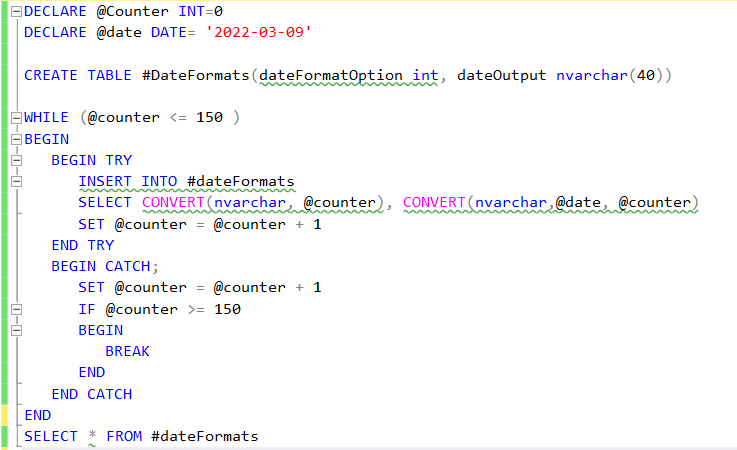 DECLARE @Counter INT=0
DECLARE @date DATE= '2022-03-09'
CREATE TABLE #DateFormats(dateFormatOption int, dateOutput nvarchar(40))
WHILE (@counter <= 150 )
BEGIN
BEGIN TRY
INSERT INTO #dateFormats
SELECT CONVERT(nvarchar, @counter), CONVERT(nvarchar,@date, @counter)
SET @counter = @counter + 1
END TRY
BEGIN CATCH;
SET @counter = @counter + 1
IF @counter >= 150
BEGIN
BREAK
END
END CATCH
END
SELECT * FROM #dateFormats